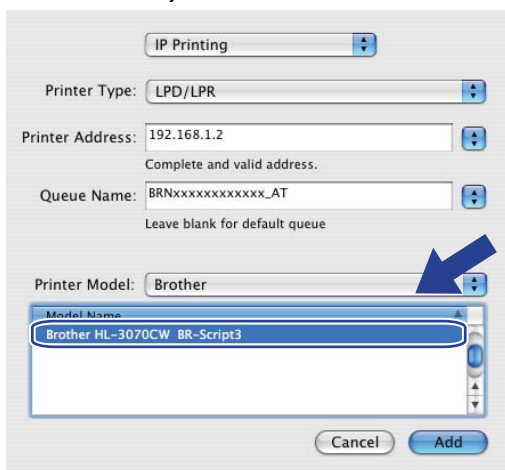 IP Printing
Printer Type: LPD/LPR
Printer Address: 192.168.1.2
Complete and valid address.
Queue Name: BRNxxxxxxxxxxxx_AT
Leave blank for default queue
Printer Model: Brother
Model Name
Brother HL-3070CW BR-Script3
Cancel Add